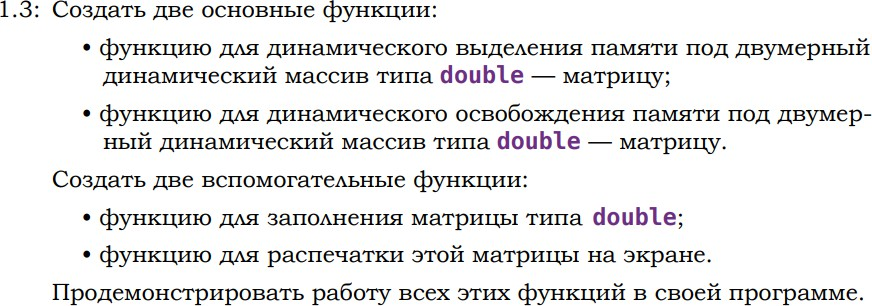 1.3: Создать две основные функции:
• функцию для динамического выделения памяти под двумерный
динамический массив типа double — матрицу;
• функцию для динамического освобождения памяти под двумер-
ный динамический массив типа double — матрицу.
Создать две вспомогательные функции:
• функцию для заполнения матрицы типа double;
• функцию для распечатки этой матрицы на экране.
Продемонстрировать работу всех этих функций в своей программе.